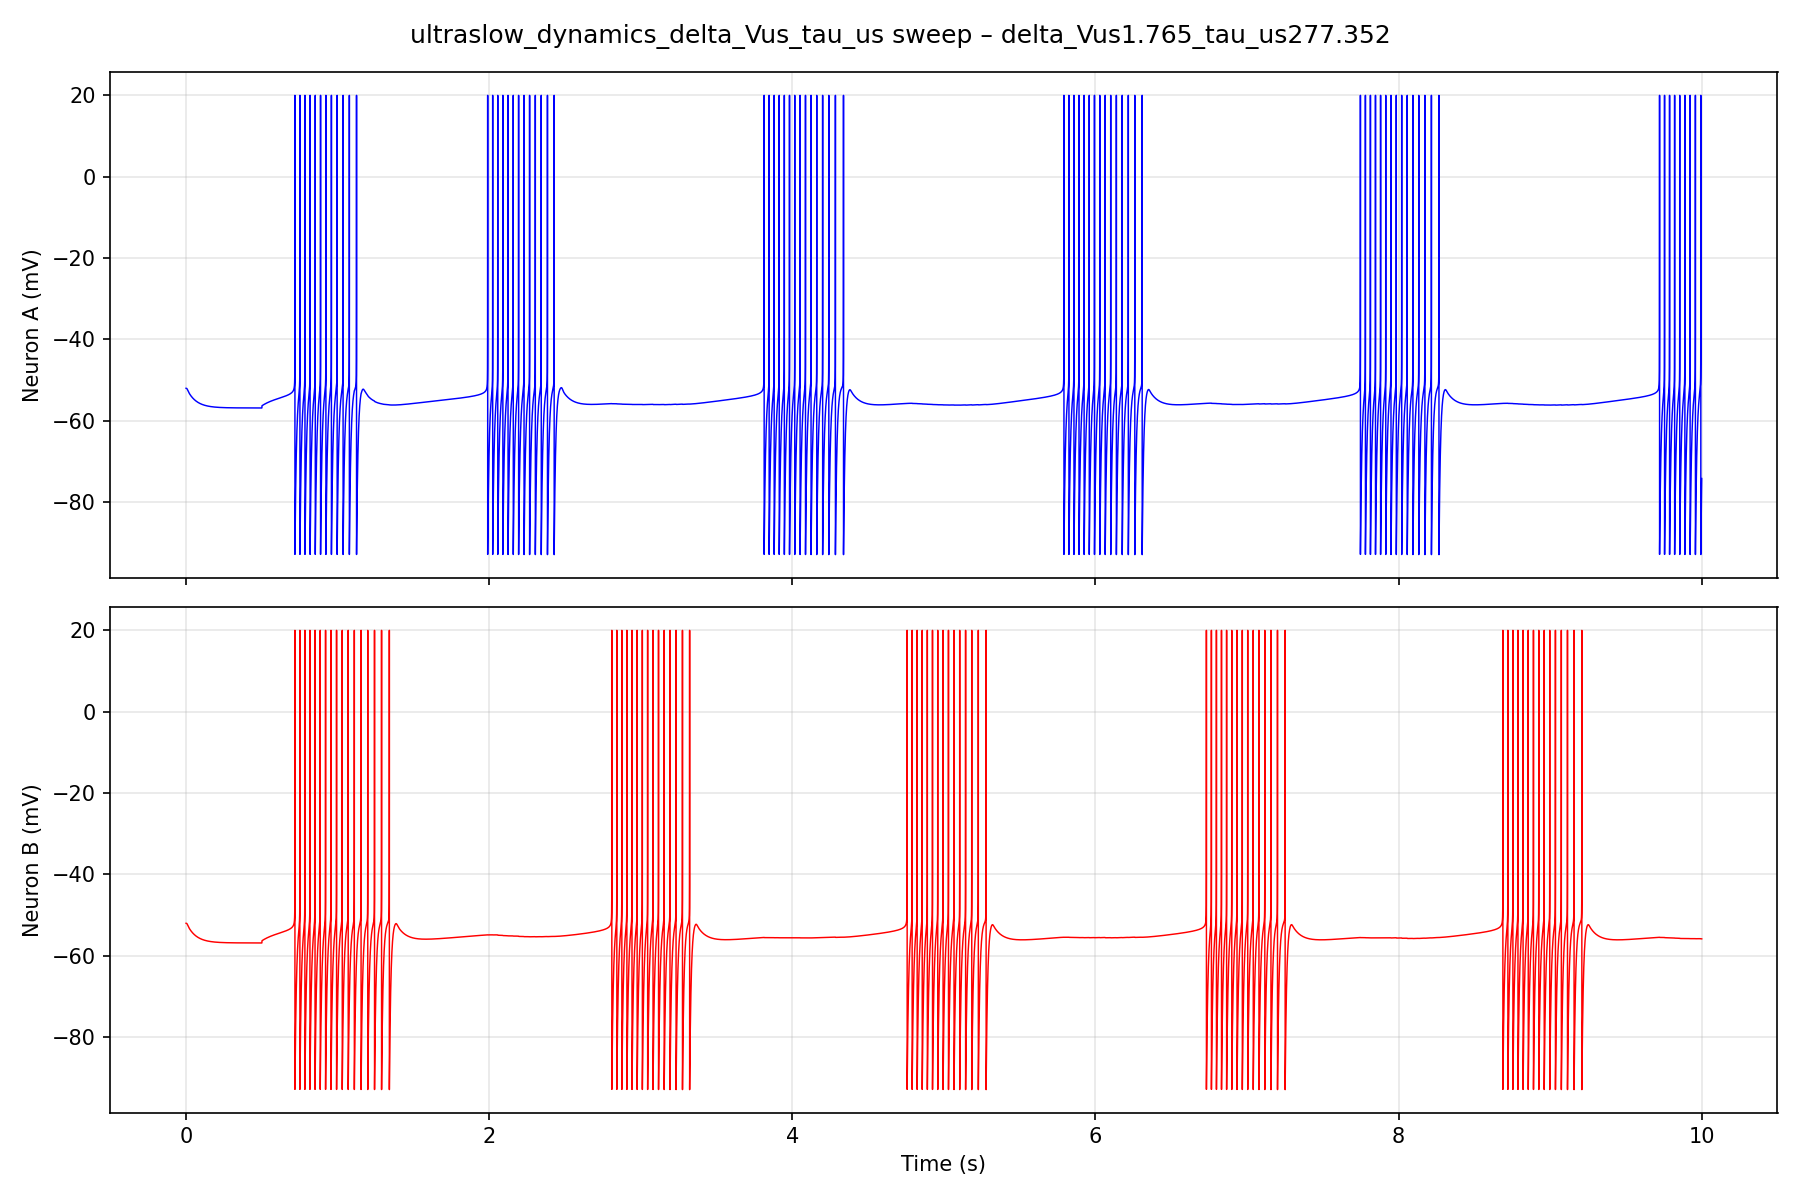 ultraslow_dynamics_delta_Vus_tau_us sweep – delta_Vus1.765_tau_us277.352
20
0
−20
−40
−60
−80
Neuron A (mV)
20
0
−20
−40
−60
−80
Neuron B (mV)
0 2 4 6 8 10
Time (s)